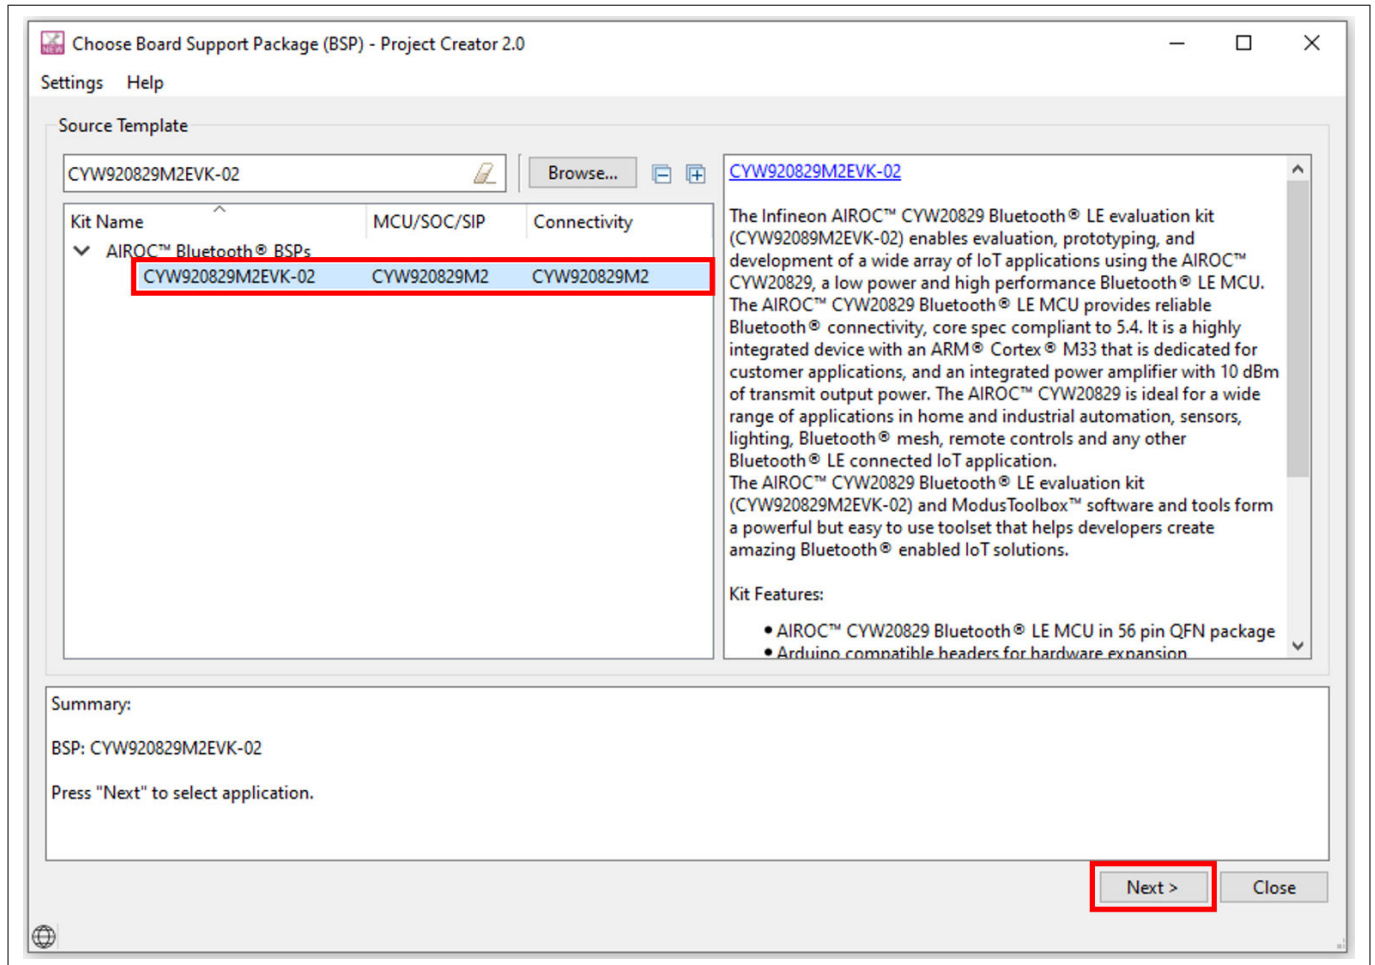 Choose Board Support Package (BSP) - Project Creator 2.0
Settings Help
Source Template
CYW920829M2EVK-02 Browse...
Kit Name MCU/SOC/SIP Connectivity
AIROC™ Bluetooth® BSPs
CYW920829M2EVK-02 CYW920829M2 CYW920829M2
CYW920829M2EVK-02
The Infineon AIROC™ CYW20829 Bluetooth® LE evaluation kit
(CYW92089M2EVK-02) enables evaluation, prototyping, and
development of a wide array of IoT applications using the AIROC™
CYW20829, a low power and high performance Bluetooth® LE MCU.
The AIROC™ CYW20829 Bluetooth® LE MCU provides reliable
Bluetooth® connectivity, core spec compliant to 5.4. It is a highly
integrated device with an ARM® Cortex® M33 that is dedicated for
customer applications, and an integrated power amplifier with 10 dBm
of transmit output power. The AIROC™ CYW20829 is ideal for a wide
range of applications in home and industrial automation, sensors,
lighting, Bluetooth® mesh, remote controls and any other
Bluetooth® LE connected IoT application.
The AIROC™ CYW20829 Bluetooth® LE evaluation kit
(CYW920829M2EVK-02) and ModusToolbox™ software and tools form
a powerful but easy to use toolset that helps developers create
amazing Bluetooth® enabled IoT solutions.
Kit Features:
• AIROC™ CYW20829 Bluetooth® LE MCU in 56 pin QFN package
• Arduino compatible headers for hardware expansion
Summary:
BSP: CYW920829M2EVK-02
Press "Next" to select application.
Next > Close